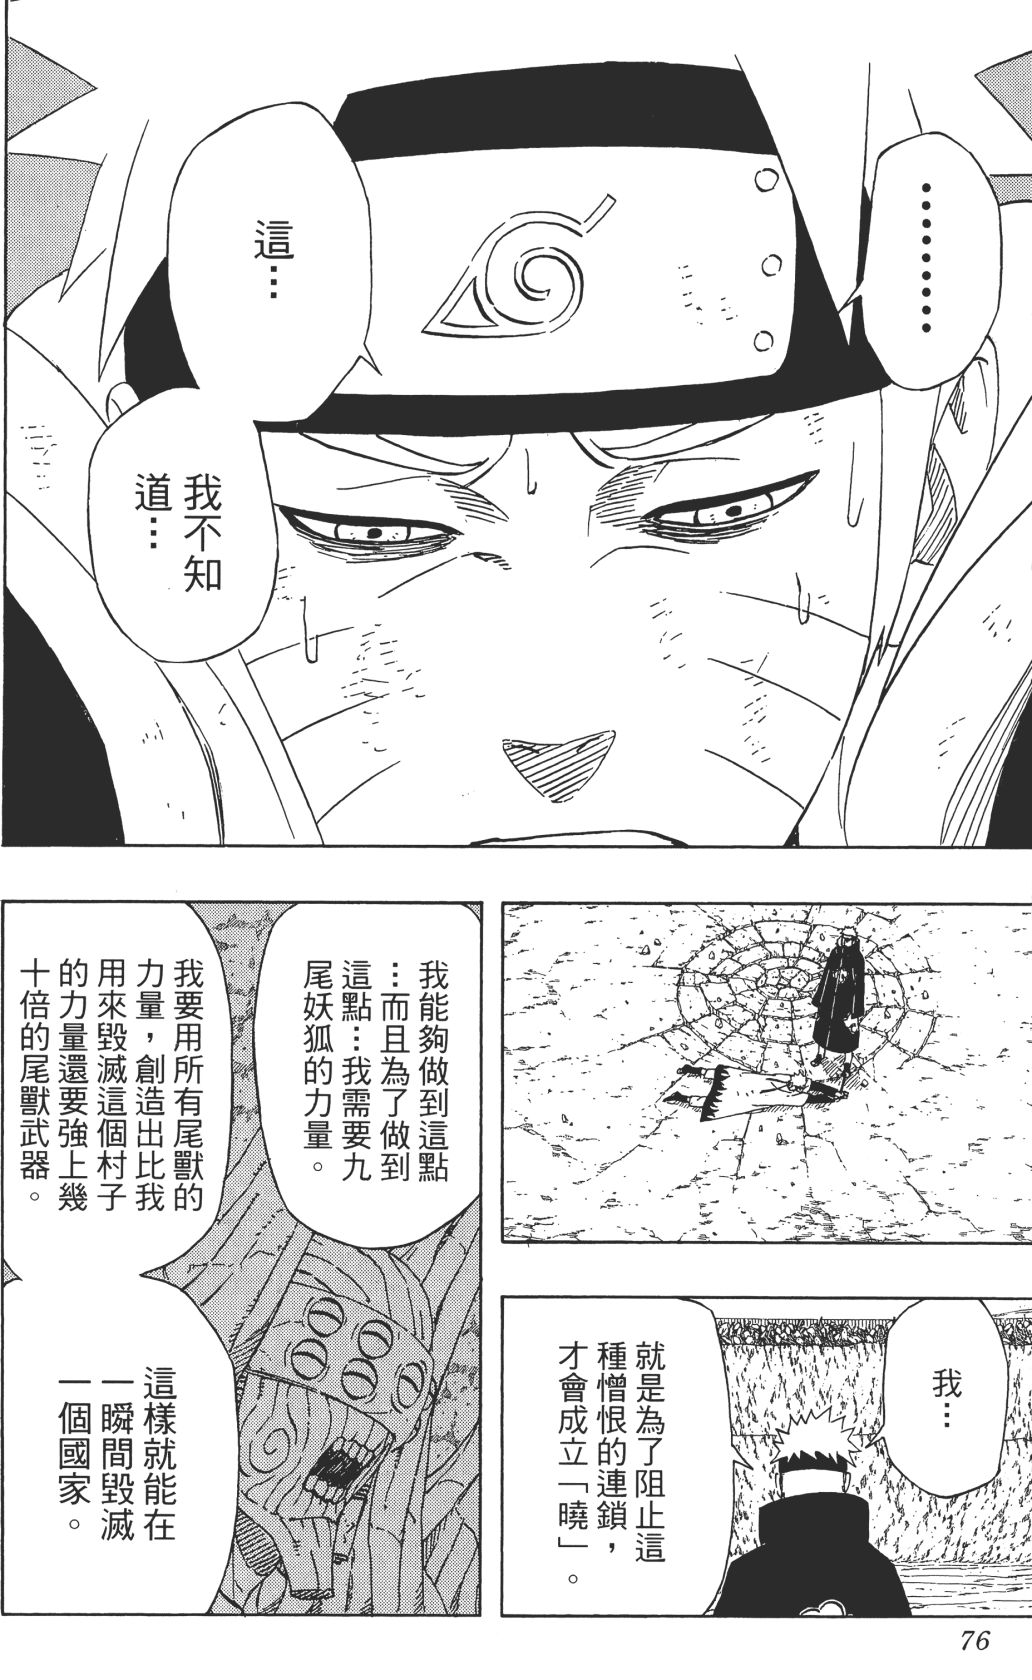 ………
這…
我不知
道…
我…
就是為了阻止這
種憎恨的連鎖，
才會成立「曉」。
我能夠做到這點
…而且為了做到
這點…我需要九
尾妖狐的力量。
我要用所有尾獸的
力量，創造出比我
用來毀滅這個村子
的力量還要強上幾
十倍的尾獸武器。
這樣就能在
一瞬間毀滅
一個國家。
76